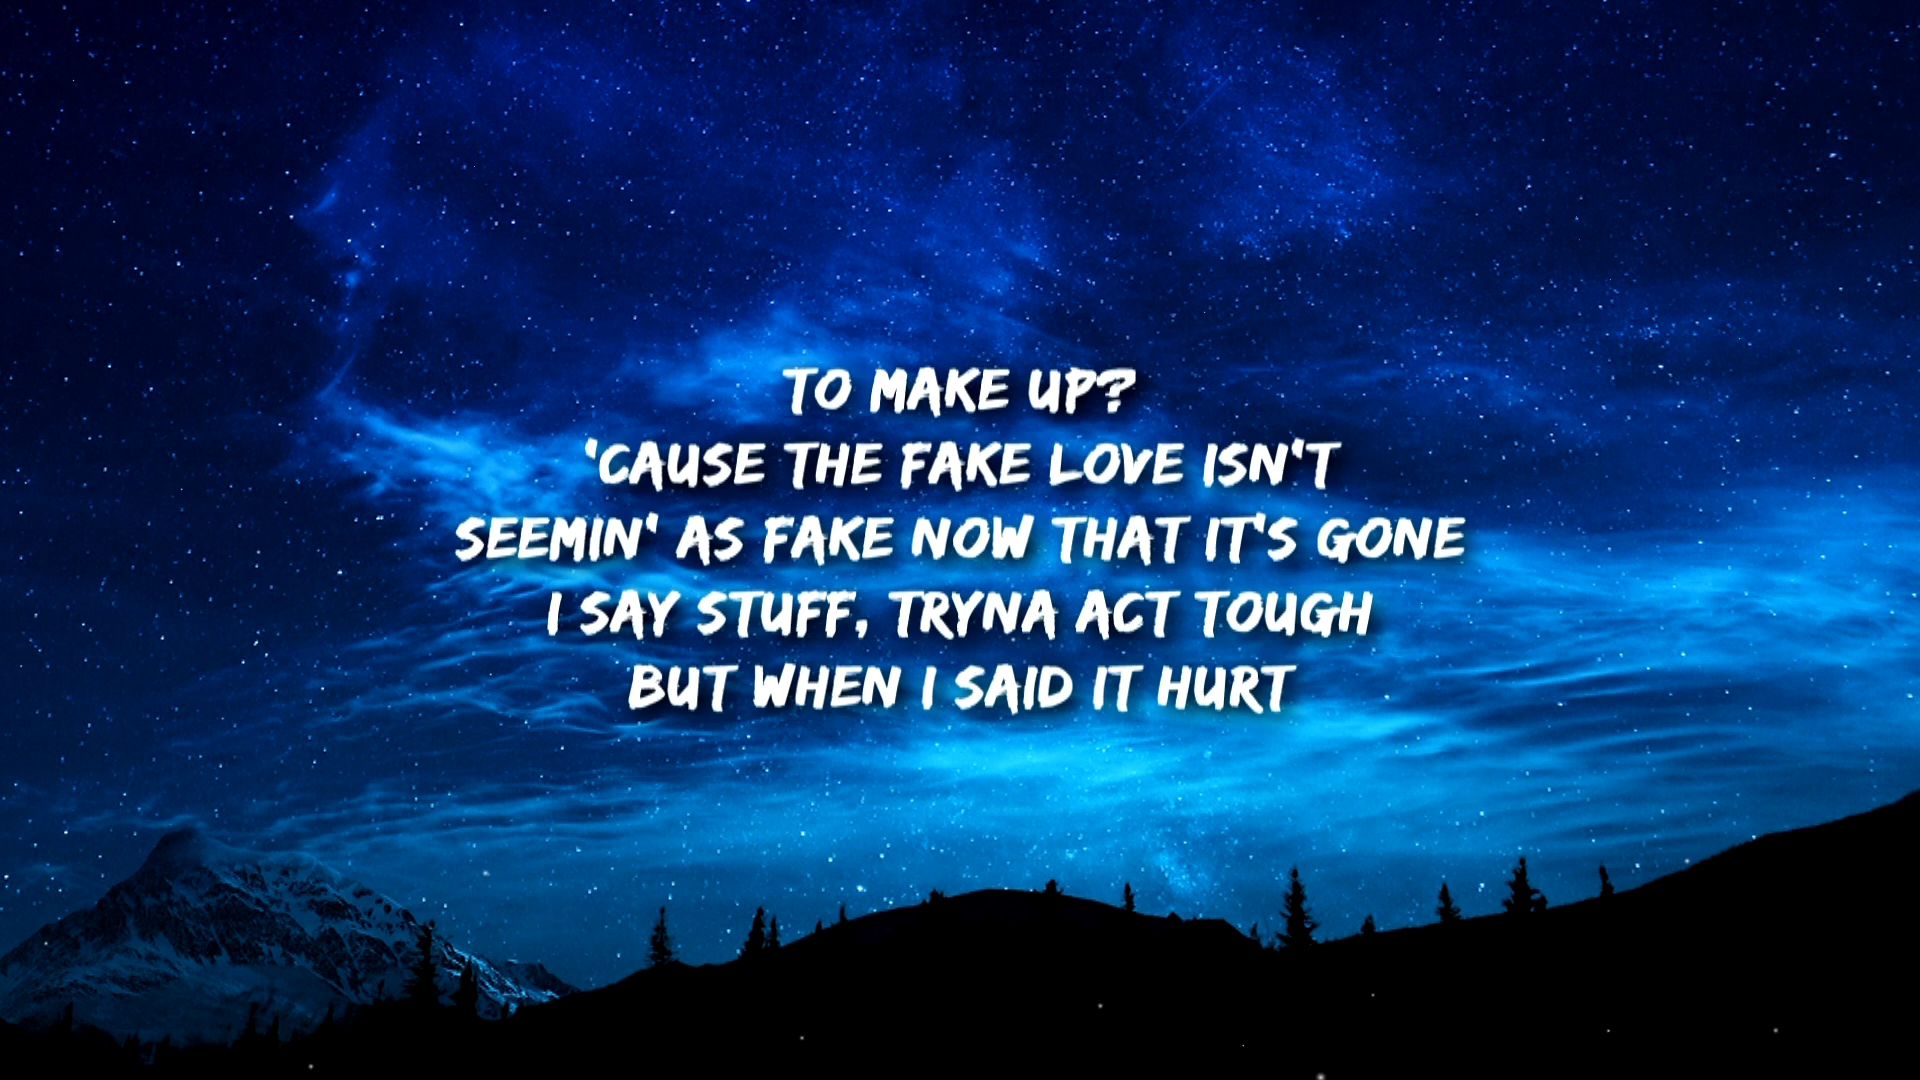 TO MAKE UP?
'CAUSE THE FAKE LOVE ISN'T
SEEMIN' AS FAKE NOW THAT IT'S GONE
I SAY STUFF, TRYNA ACT TOUGH
BUT WHEN I SAID IT HURT